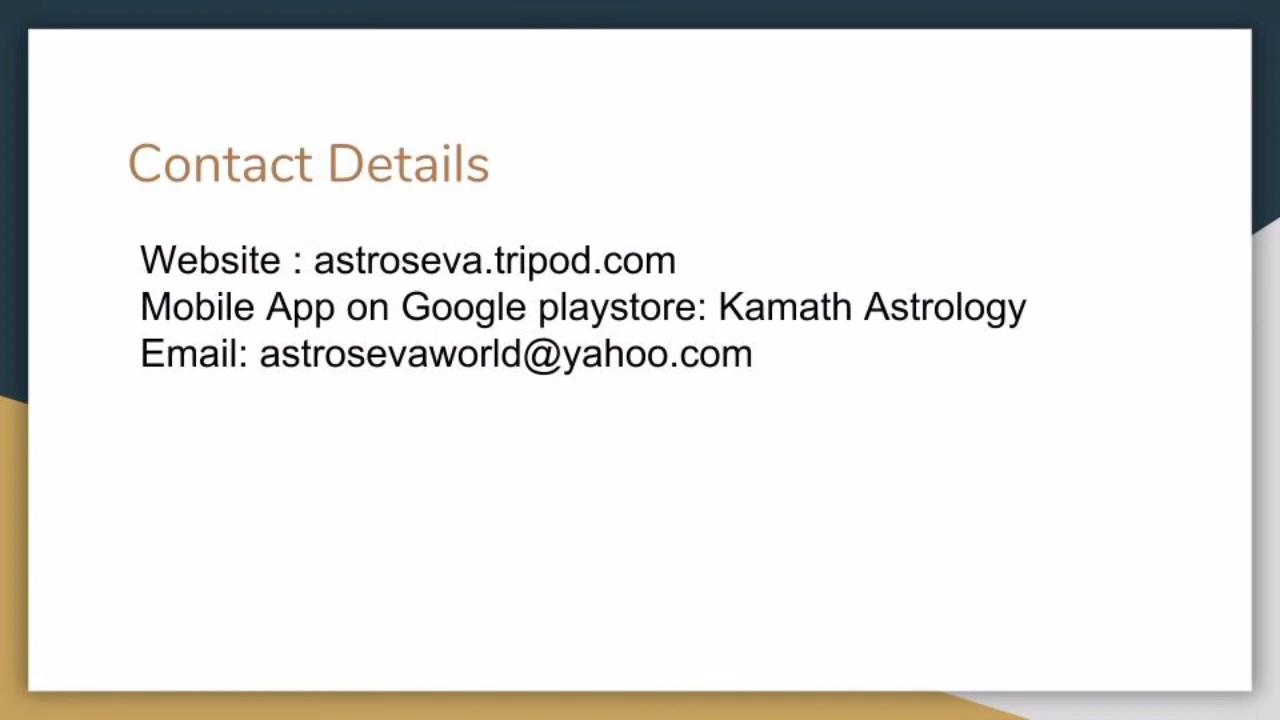 Contact Details
Website : astroseva.tripod.com
Mobile App on Google playstore: Kamath Astrology
Email: astrosevaworld@yahoo.com